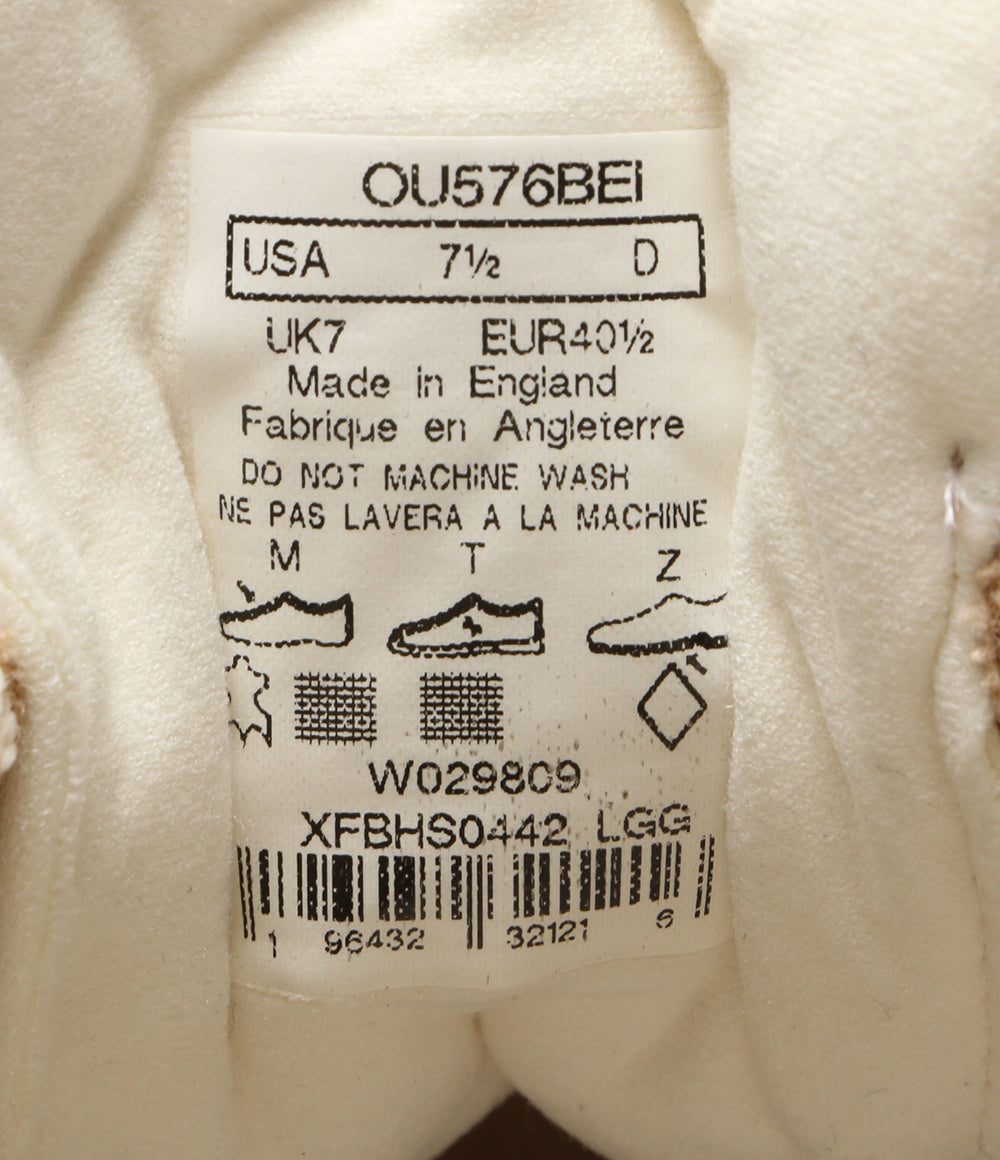 OU576BEI
USA 7½ D
UK7 EUR40½
Made in England
Fabrique en Angleterre
DO NOT MACHINE WASH
NE PAS LAVERA A LA MACHINE
M T Z
W029809
XFBHS0442 LGG
1 96432 32121 6